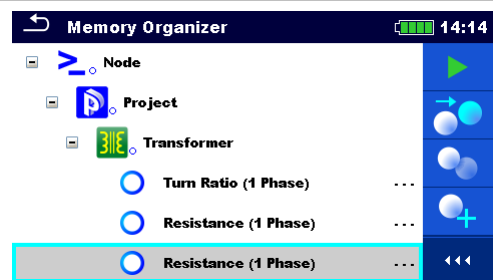 Memory Organizer 14:14
Node
Project
Transformer
Turn Ratio (1 Phase) ...
Resistance (1 Phase) ...
Resistance (1 Phase) ...